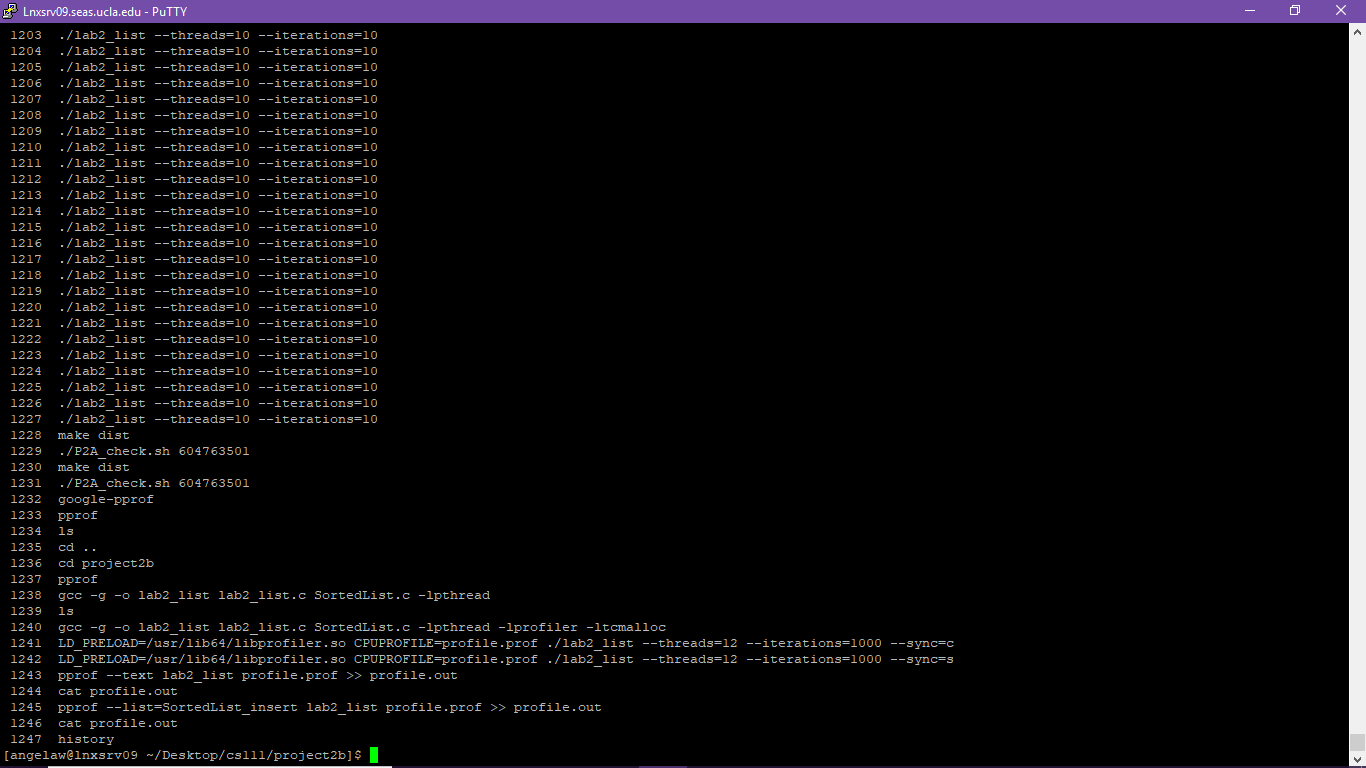 Lnxsrv09.seas.ucla.edu - PuTTY
1203 ./lab2_list --threads=10 --iterations=10
1204 ./lab2_list --threads=10 --iterations=10
1205 ./lab2_list --threads=10 --iterations=10
1206 ./lab2_list --threads=10 --iterations=10
1207 ./lab2_list --threads=10 --iterations=10
1208 ./lab2_list --threads=10 --iterations=10
1209 ./lab2_list --threads=10 --iterations=10
1210 ./lab2_list --threads=10 --iterations=10
1211 ./lab2_list --threads=10 --iterations=10
1212 ./lab2_list --threads=10 --iterations=10
1213 ./lab2_list --threads=10 --iterations=10
1214 ./lab2_list --threads=10 --iterations=10
1215 ./lab2_list --threads=10 --iterations=10
1216 ./lab2_list --threads=10 --iterations=10
1217 ./lab2_list --threads=10 --iterations=10
1218 ./lab2_list --threads=10 --iterations=10
1219 ./lab2_list --threads=10 --iterations=10
1220 ./lab2_list --threads=10 --iterations=10
1221 ./lab2_list --threads=10 --iterations=10
1222 ./lab2_list --threads=10 --iterations=10
1223 ./lab2_list --threads=10 --iterations=10
1224 ./lab2_list --threads=10 --iterations=10
1225 ./lab2_list --threads=10 --iterations=10
1226 ./lab2_list --threads=10 --iterations=10
1227 ./lab2_list --threads=10 --iterations=10
1228 make dist
1229 ./P2A_check.sh 604763501
1230 make dist
1231 ./P2A_check.sh 604763501
1232 google-pprof
1233 pprof
1234 ls
1235 cd ..
1236 cd project2b
1237 pprof
1238 gcc -g -o lab2_list lab2_list.c SortedList.c -lpthread
1239 ls
1240 gcc -g -o lab2_list lab2_list.c SortedList.c -lpthread -lprofiler -ltcmalloc
1241 LD_PRELOAD=/usr/lib64/libprofiler.so CPUPROFILE=profile.prof ./lab2_list --threads=12 --iterations=1000 --sync=c
1242 LD_PRELOAD=/usr/lib64/libprofiler.so CPUPROFILE=profile.prof ./lab2_list --threads=12 --iterations=1000 --sync=s
1243 pprof --text lab2_list profile.prof >> profile.out
1244 cat profile.out
1245 pprof --list=SortedList_insert lab2_list profile.prof >> profile.out
1246 cat profile.out
1247 history
[angelaw@lnxsrv09 ~/Desktop/cs111/project2b]$